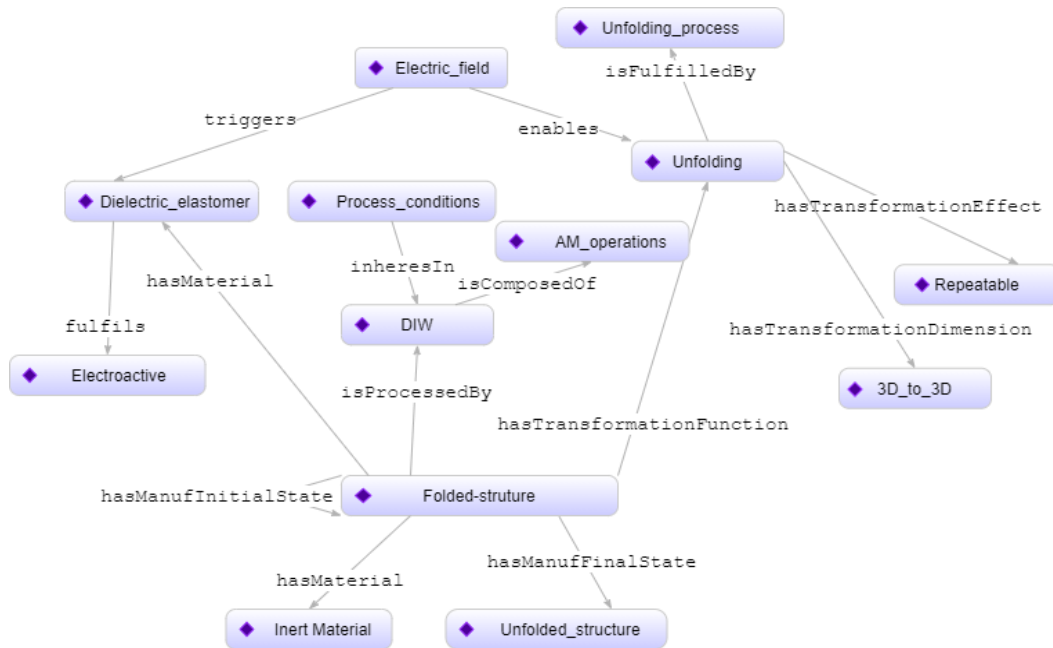 Unfolding_process
isFulfilledBy
Electric_field
triggers
enables
Unfolding
Dielectric_elastomer
Process_conditions
hasTransformationEffect
AM_operations
inheresIn
hasMaterial
isComposedOf
Repeatable
fulfils
DIW
hasTransformationDimension
Electroactive
isProcessedBy
3D_to_3D
hasTransformationFunction
hasManufInitialState
Folded-struture
hasManufFinalState
hasMaterial
Inert Material
Unfolded_structure